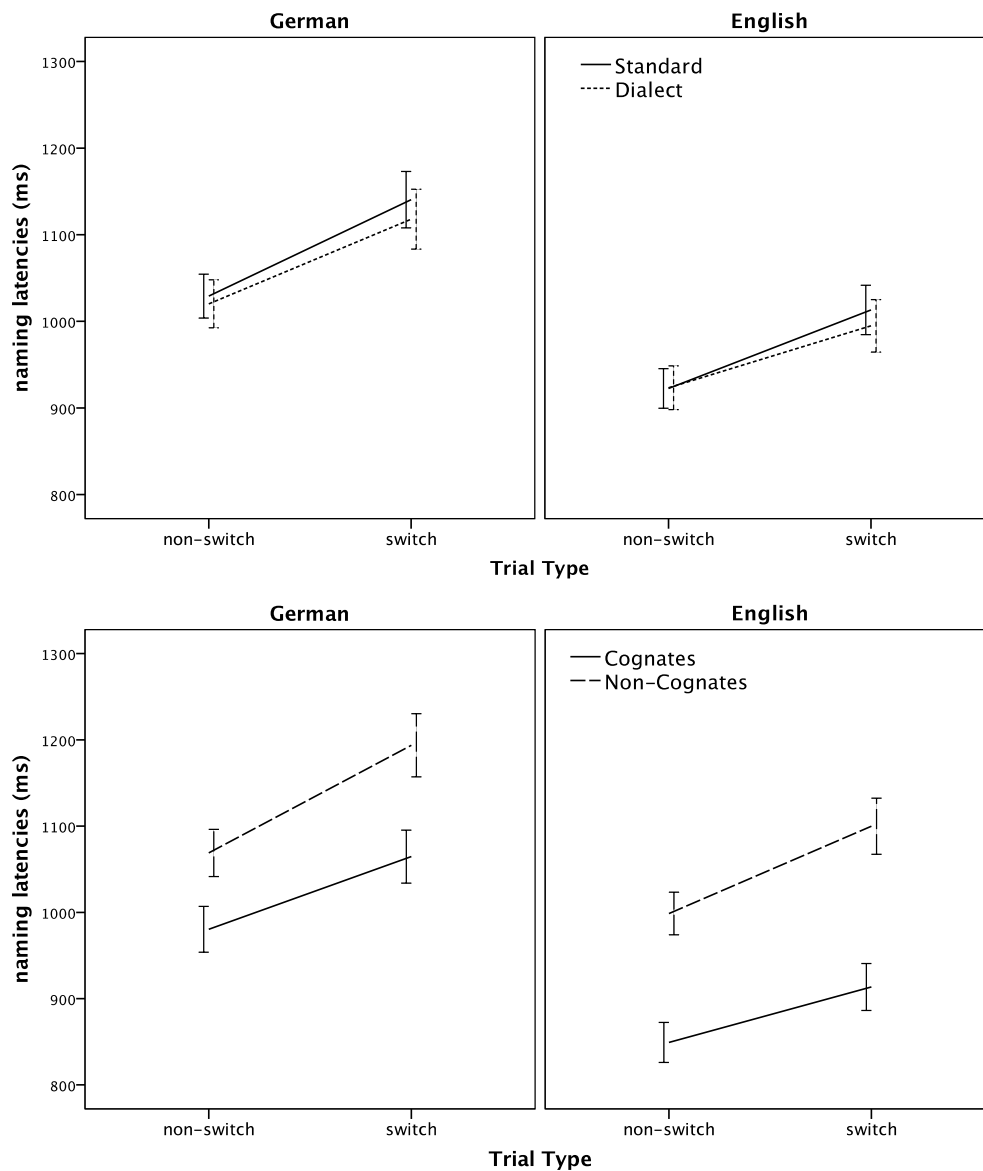 German English
1300
Standard
Dialect
1200
1100
1000
900
800
naming latencies (ms)
non-switch switch non-switch switch
Trial Type
German English
1300
Cognates
Non-Cognates
1200
1100
1000
900
800
naming latencies (ms)
non-switch switch non-switch switch
Trial Type